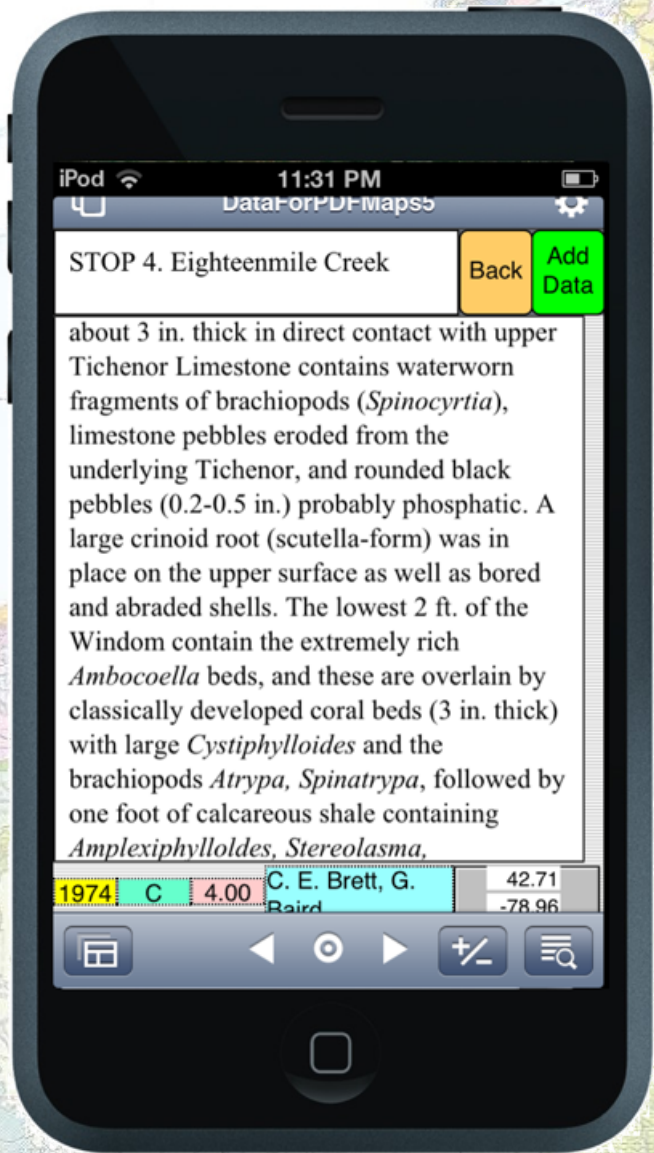 iPod 11:31 PM
DataForPDFMaps5
STOP 4. Eighteenmile Creek
Back
Add
Data
about 3 in. thick in direct contact with upper
Tichenor Limestone contains waterworn
fragments of brachiopods (Spinocyrtia),
limestone pebbles eroded from the
underlying Tichenor, and rounded black
pebbles (0.2-0.5 in.) probably phosphatic. A
large crinoid root (scutella-form) was in
place on the upper surface as well as bored
and abraded shells. The lowest 2 ft. of the
Windom contain the extremely rich
Ambocoella beds, and these are overlain by
classically developed coral beds (3 in. thick)
with large Cystiphylloides and the
brachiopods Atrypa, Spinatrypa, followed by
one foot of calcareous shale containing
Amplexiphylloldes, Stereolasma,
1974 C 4.00 C. E. Brett, G.
Baird
42.71
-78.96
+/-